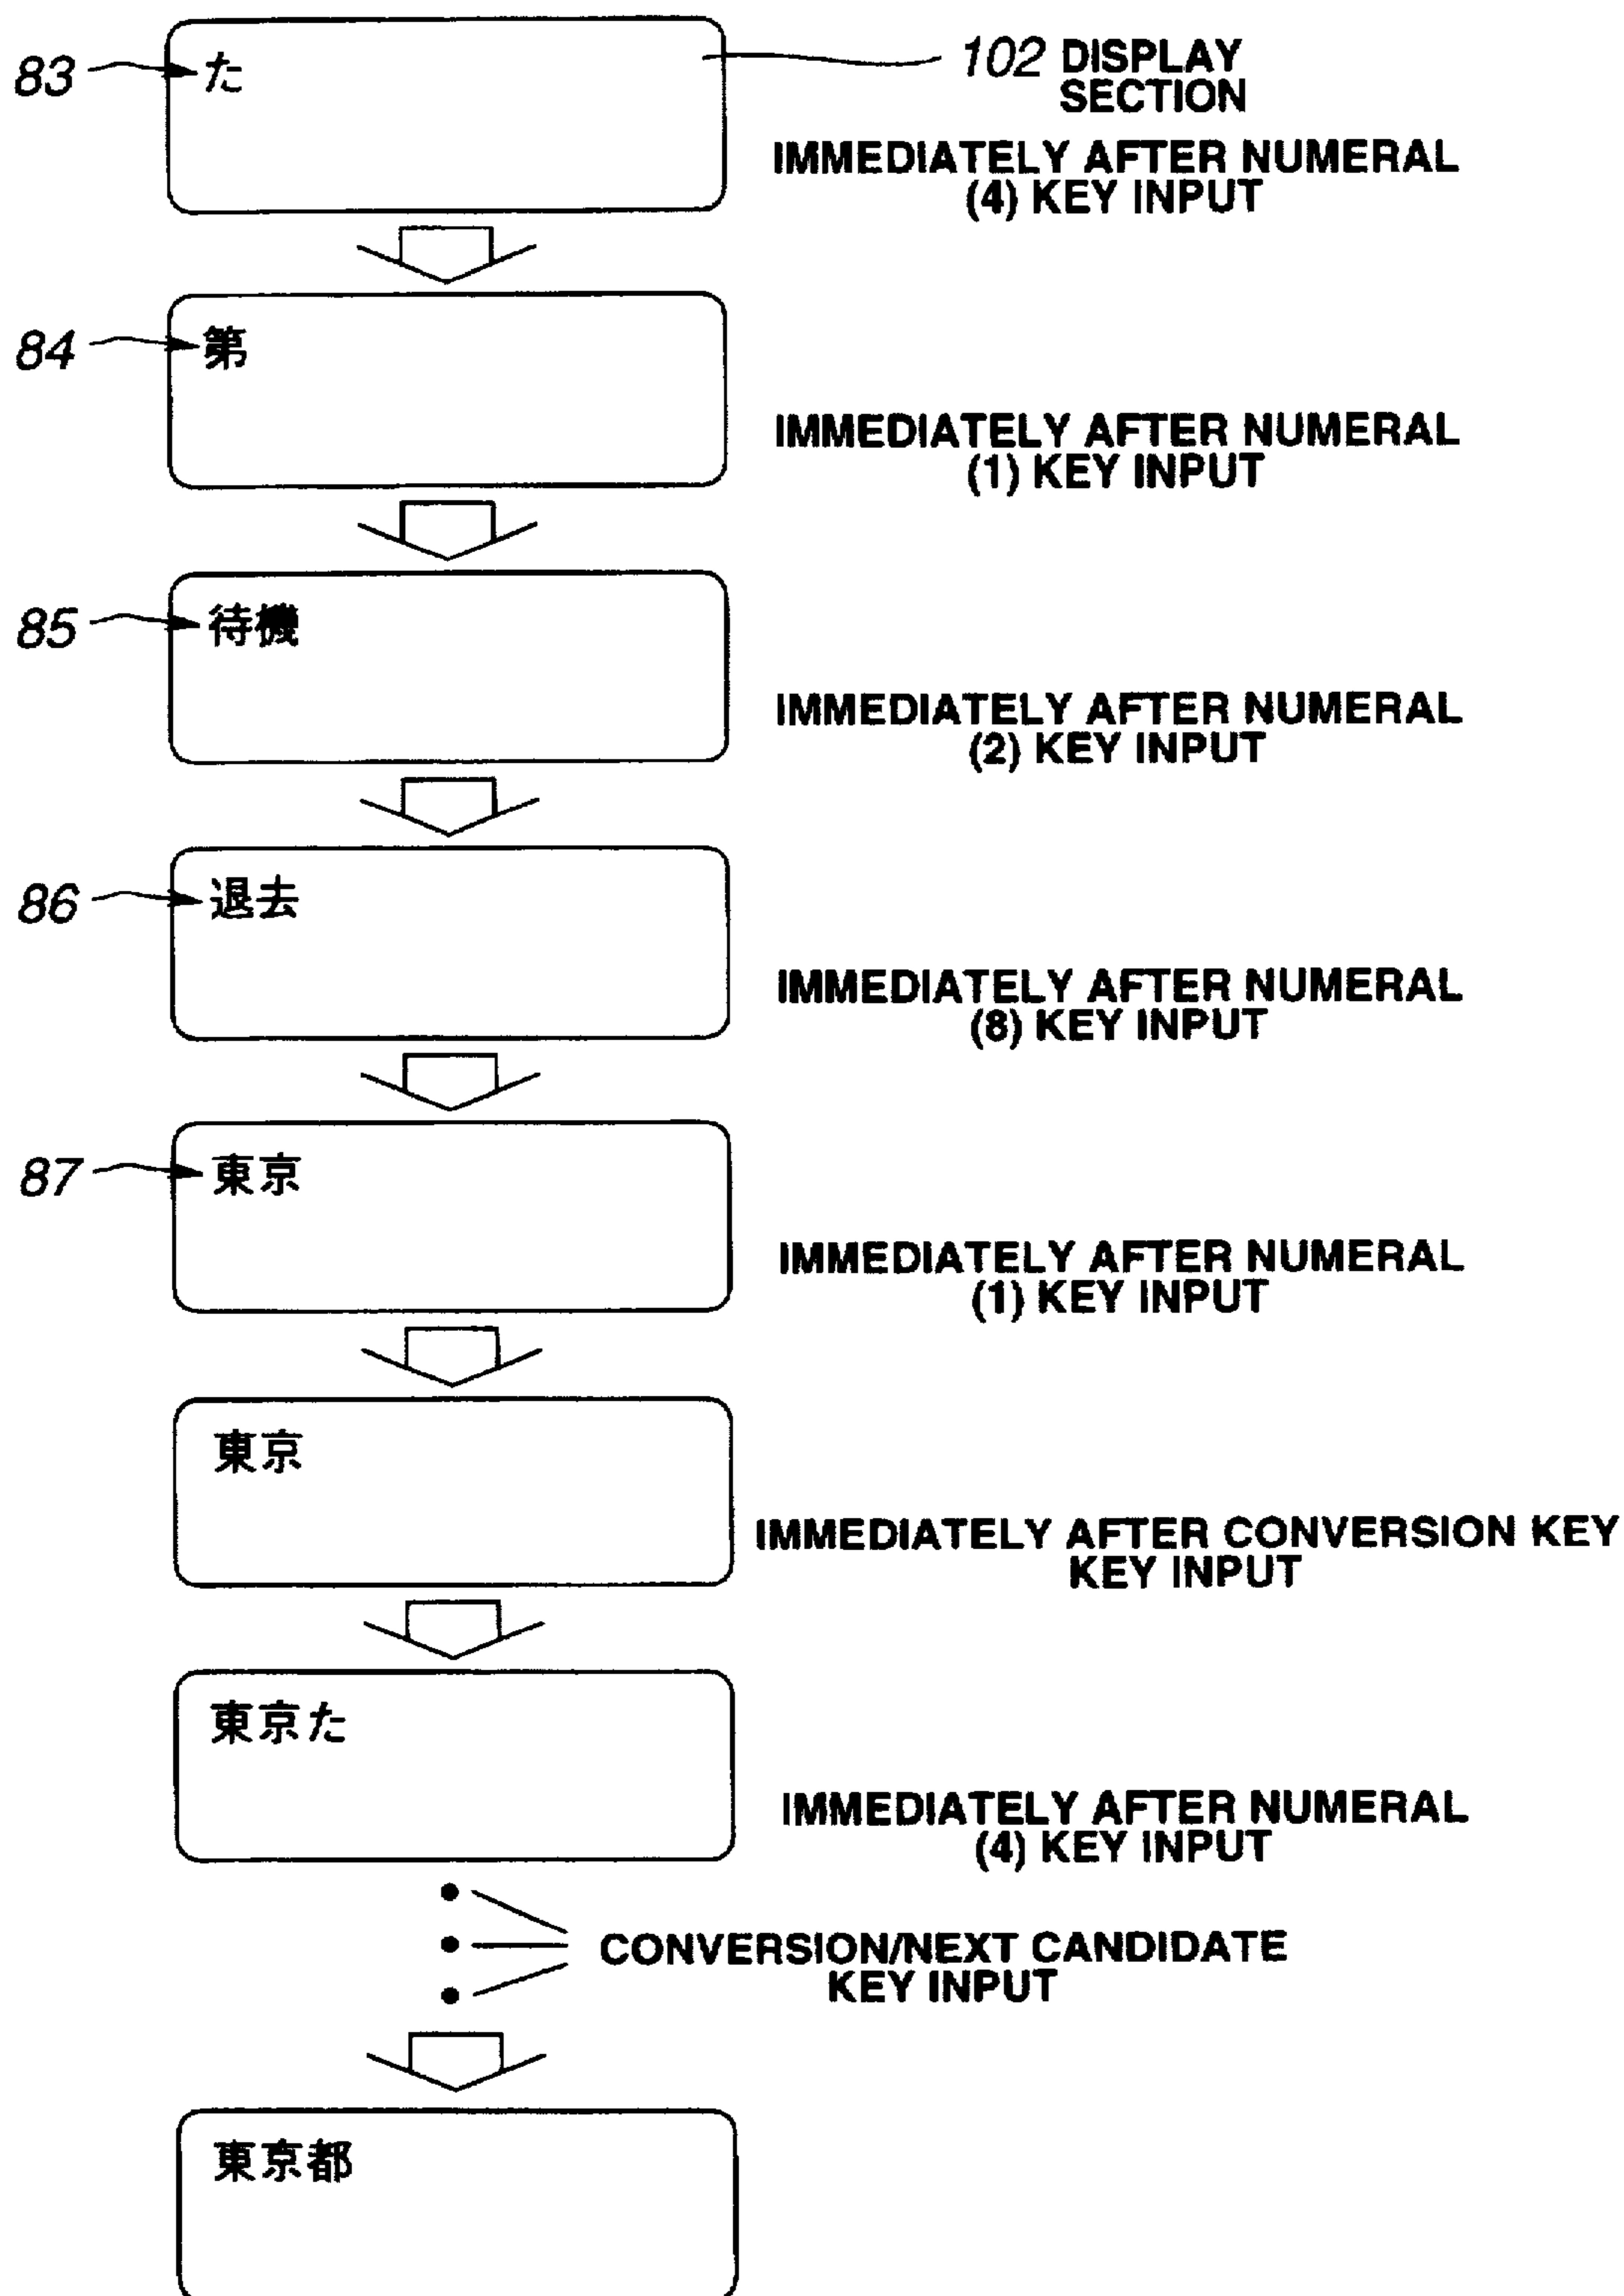 83
た
102 DISPLAY
SECTION
IMMEDIATELY AFTER NUMERAL
(4) KEY INPUT
84
第
IMMEDIATELY AFTER NUMERAL
(1) KEY INPUT
85
待機
IMMEDIATELY AFTER NUMERAL
(2) KEY INPUT
86
退去
IMMEDIATELY AFTER NUMERAL
(8) KEY INPUT
87
東京
IMMEDIATELY AFTER NUMERAL
(1) KEY INPUT
東京
IMMEDIATELY AFTER CONVERSION KEY
KEY INPUT
東京た
IMMEDIATELY AFTER NUMERAL
(4) KEY INPUT
CONVERSION/NEXT CANDIDATE
KEY INPUT
東京都